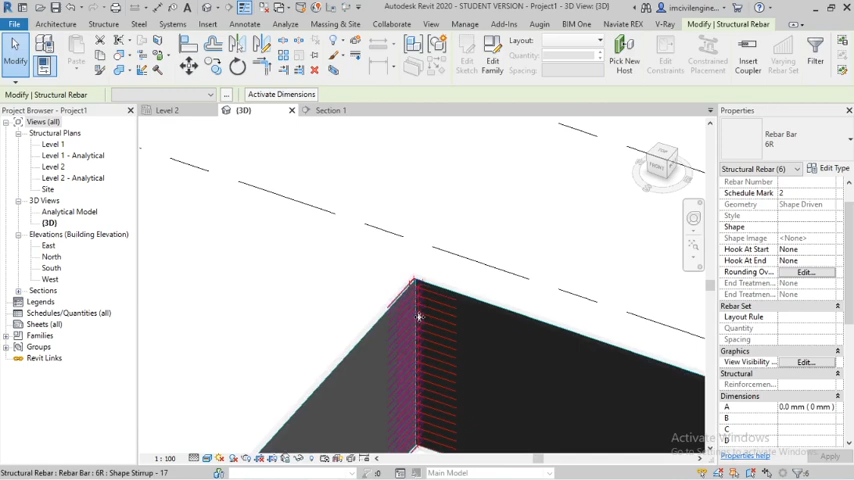 Autodesk Revit 2020 - STUDENT VERSION - Project1 - 3D View: {3D}
imcivilengine...
File Architecture Structure Steel Systems Insert Annotate Analyze Massing & Site Collaborate View Manage Add-Ins Augin BIM One Naviate REX V-Ray Modify | Structural Rebar
Modify
Paste
Layout:
Quantity:
Spacing:
Edit Sketch
Edit Family
Pick New Host
Edit Constraints
Constrained Placement
Insert Coupler
Varying Rebar Set
Filter
Modify | Structural Rebar
Activate Dimensions
Project Browser - Project1
Level 2
{3D}
Section 1
Properties
Views (all)
Structural Plans
Level 1
Level 1 - Analytical
Level 2
Level 2 - Analytical
Site
3D Views
Analytical Model
{3D}
Elevations (Building Elevation)
East
North
South
West
Sections
Legends
Schedules/Quantities (all)
Sheets (all)
Families
Groups
Revit Links
TOP
FRONT
Rebar Bar
6R
Structural Rebar (6)
Edit Type
Rebar Number
Schedule Mark 2
Geometry Shape Driven
Style
Shape
Shape Image <None>
Hook At Start None
Hook At End None
Rounding Ov... Edit...
End Treatmen... None
End Treatmen... None
Rebar Set
Layout Rule
Quantity
Spacing
Graphics
View Visibility ... Edit...
Structural
Reinforcemen...
Dimensions
A 0.0 mm ( 0 mm )
B
C
D
Properties help
Apply
Activate Windows
Go to Settings to activate Windows.
1 : 100
Structural Rebar : Rebar Bar : 6R : Shape Stirrup - 17
:0
Main Model
:6